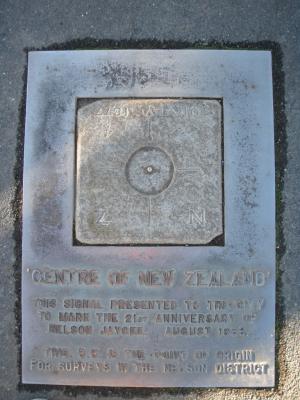 Z N
'CENTRE OF NEW ZEALAND'
THIS SIGNAL PRESENTED TO THE CITY
TO MARK THE 21ST ANNIVERSARY OF
NELSON JAYCEE. AUGUST
THIS IS THE POINT OF ORIGIN
FOR SURVEYS IN THE NELSON DISTRICT